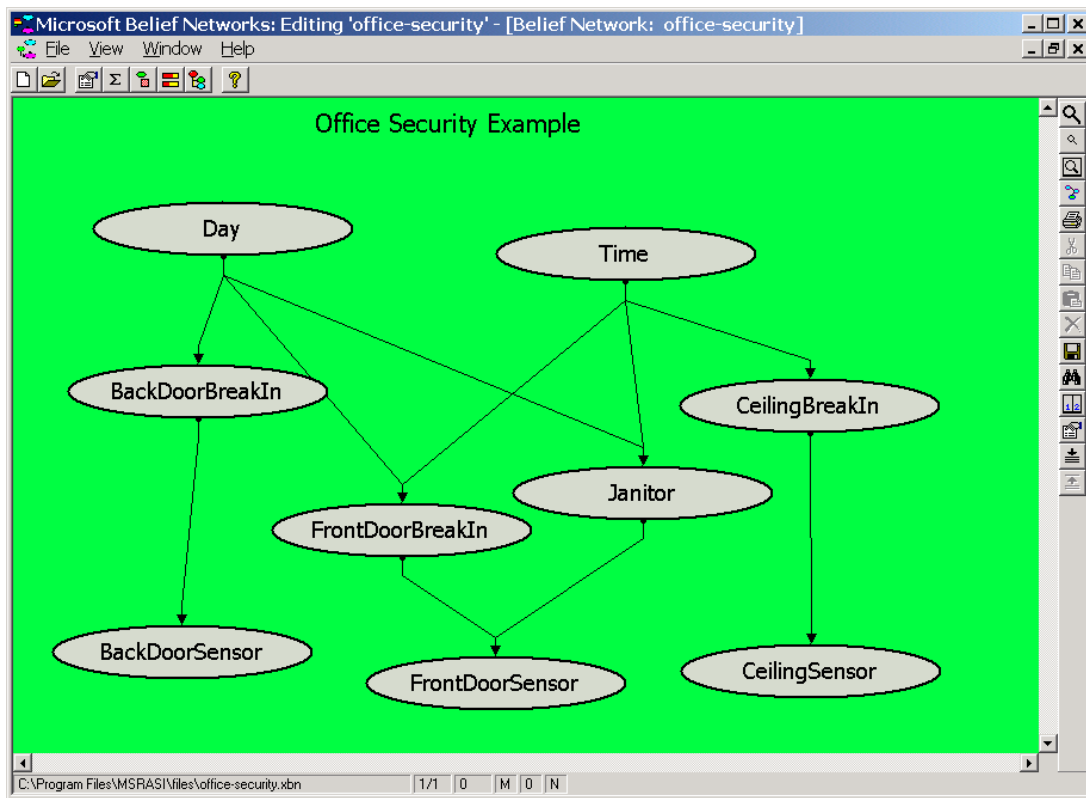 Microsoft Belief Networks: Editing 'office-security' - [Belief Network: office-security]
File View Window Help
Office Security Example
Day
Time
BackDoorBreakIn
CeilingBreakIn
Janitor
FrontDoorBreakIn
BackDoorSensor
CeilingSensor
FrontDoorSensor
C:\Program Files\MSRASI\files\office-security.xbn 1/1 0 M 0 N